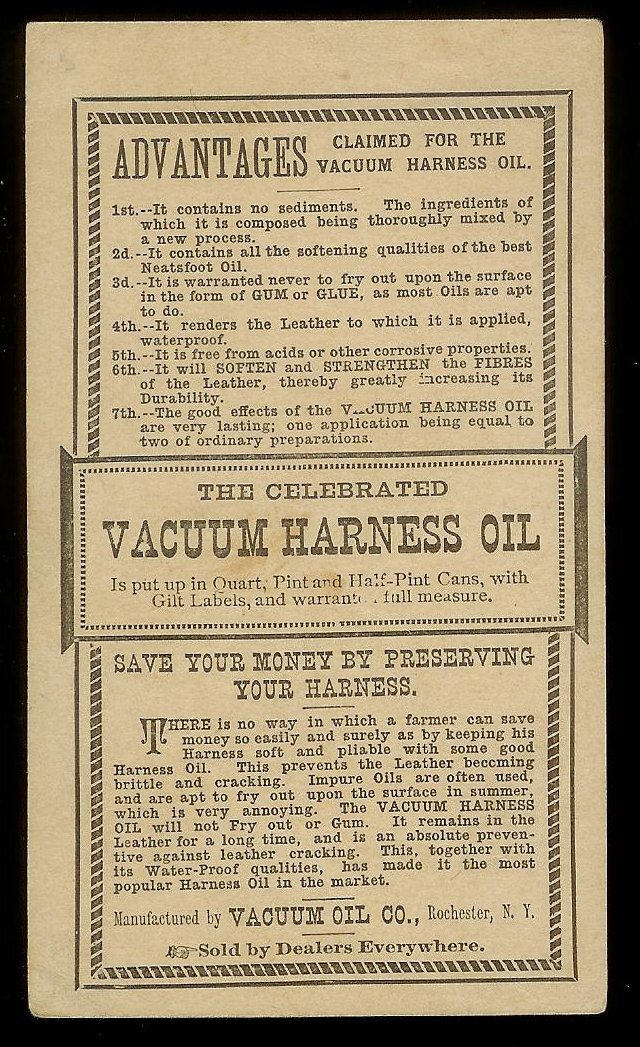 ADVANTAGES CLAIMED FOR THE
VACUUM HARNESS OIL.
1st.--It contains no sediments. The ingredients of
which it is composed being thoroughly mixed by
a new process.
2d.--It contains all the softening qualities of the best
Neatsfoot Oil.
3d.--It is warranted never to fry out upon the surface
in the form of GUM or GLUE, as most Oils are apt
to do.
4th.--It renders the Leather to which it is applied,
waterproof.
5th.--It is free from acids or other corrosive properties.
6th.--It will SOFTEN and STRENGTHEN the FIBRES
of the Leather, thereby greatly increasing its
Durability.
7th.--The good effects of the VACUUM HARNESS OIL
are very lasting; one application being equal to
two of ordinary preparations.
THE CELEBRATED
VACUUM HARNESS OIL
Is put up in Quart, Pint and Half-Pint Cans, with
Gilt Labels, and full measure.
SAVE YOUR MONEY BY PRESERVING
YOUR HARNESS.
THERE is no way in which a farmer can save
money so easily and surely as by keeping his
Harness soft and pliable with some good
Harness Oil. This prevents the Leather beccming
brittle and cracking. Impure Oils are often used,
and are apt to fry out upon the surface in summer,
which is very annoying. The VACUUM HARNESS
OIL will not Fry out or Gum. It remains in the
Leather for a long time, and is an absolute preven-
tive against leather cracking. This, together with
its Water-Proof qualities, has made it the most
popular Harness Oil in the market.
Manufactured by VACUUM OIL CO., Rochester, N. Y.
Sold by Dealers Everywhere.